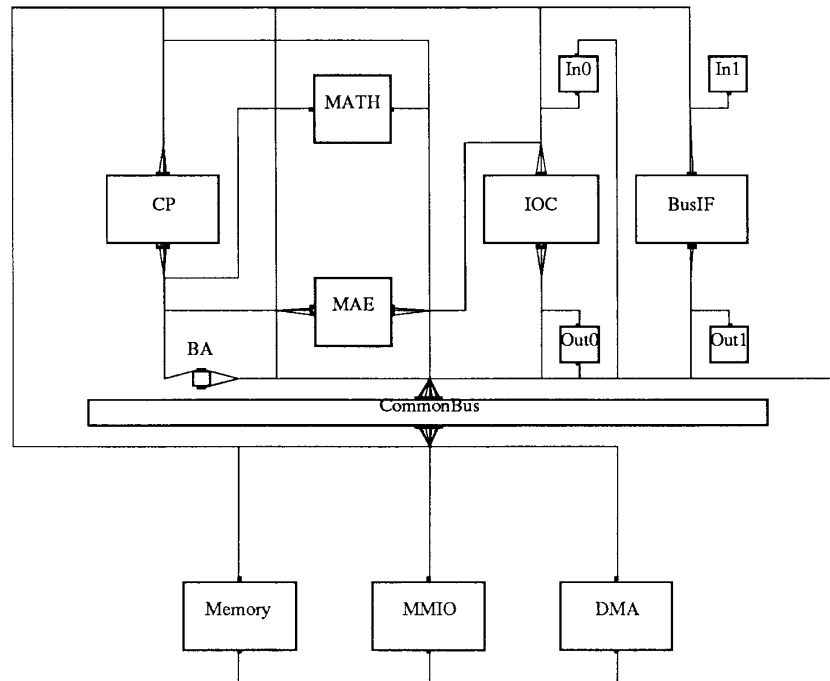 In0
In1
MATH
CP
IOC
BusIF
MAE
BA
Out0
Out1
CommonBus
Memory
MMIO
DMA